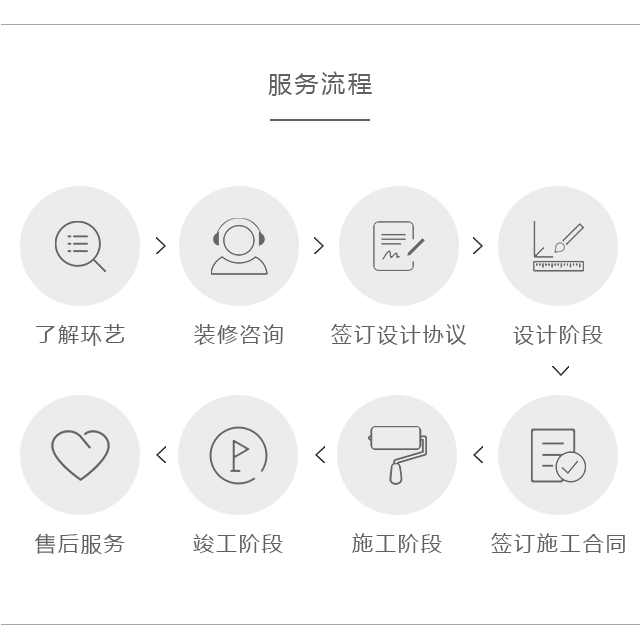 服务流程
了解环艺
装修咨询
签订设计协议
设计阶段
售后服务
竣工阶段
施工阶段
签订施工合同